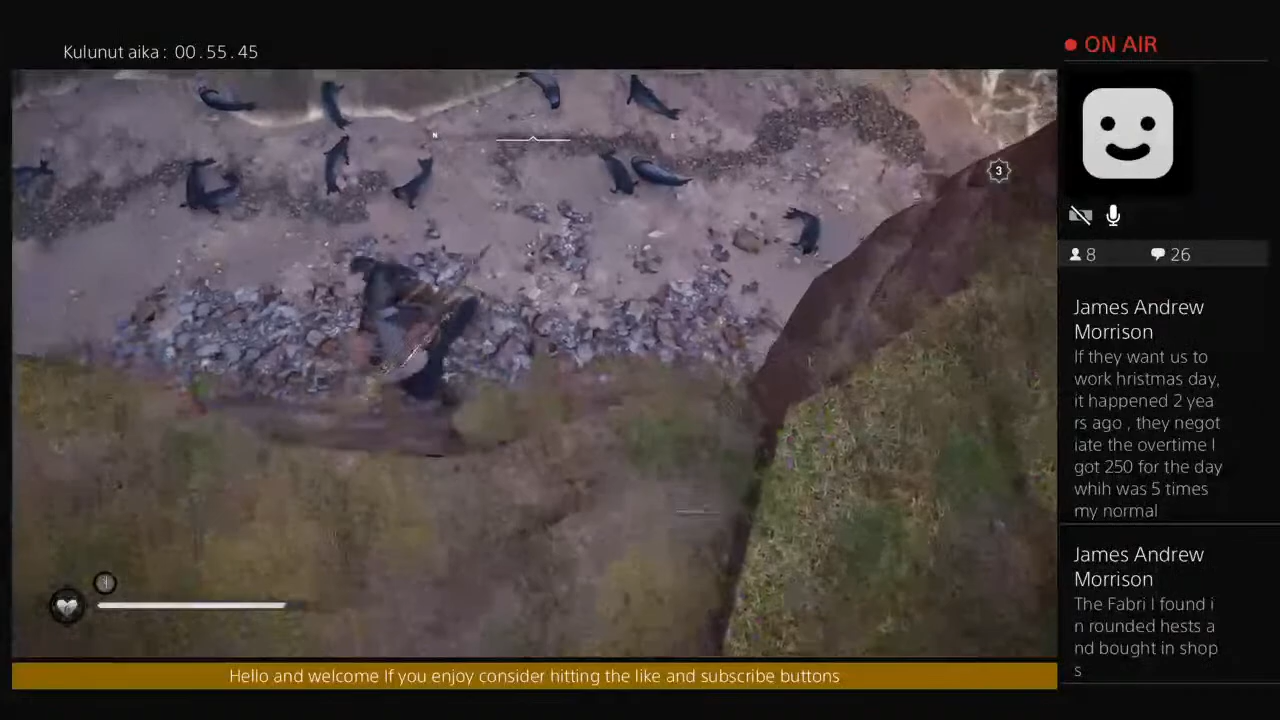 Kulunut aika: 00.55.45
ON AIR
N
E
3
8
26
James Andrew
Morrison
If they want us to
work hristmas day,
it happened 2 yea
rs ago , they negot
iate the overtime I
got 250 for the day
whih was 5 times
my normal
James Andrew
Morrison
The Fabri I found i
n rounded hests a
nd bought in shop
s
Hello and welcome If you enjoy consider hitting the like and subscribe buttons